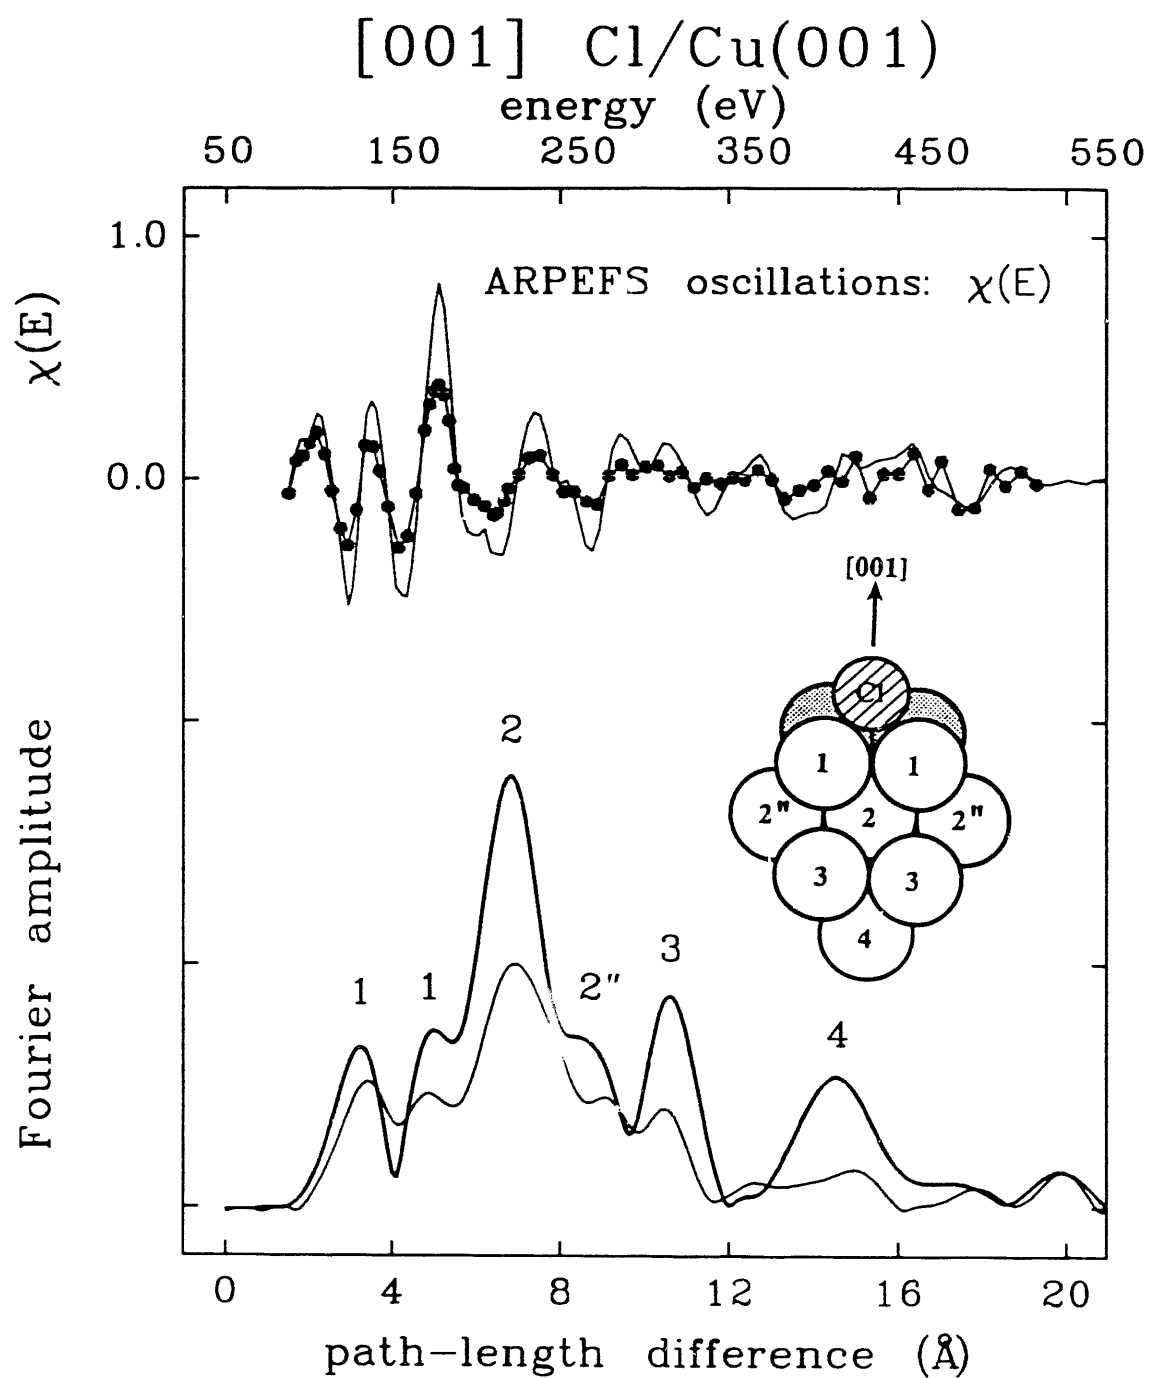 [001] Cl/Cu(001)
energy (eV)
50 150 250 350 450 550
1.0
ARPEFS oscillations: χ(E)
χ(E)
0.0
[001]
Cl
2
1 1
2" 2 2"
3 3
4
3
1 1 2"
4
Fourier amplitude
0 4 8 12 16 20
path-length difference (Å)